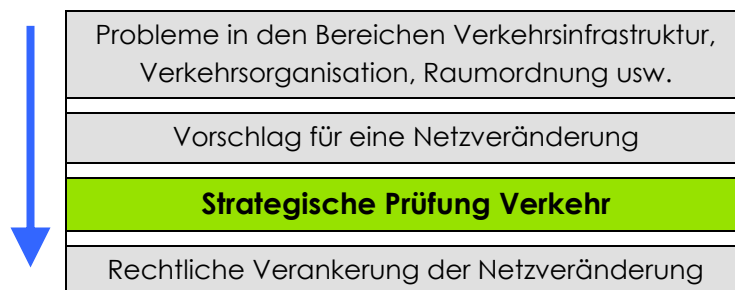 Probleme in den Bereichen Verkehrsinfrastruktur,
Verkehrsorganisation, Raumordnung usw.
Vorschlag für eine Netzveränderung
Strategische Prüfung Verkehr
Rechtliche Verankerung der Netzveränderung